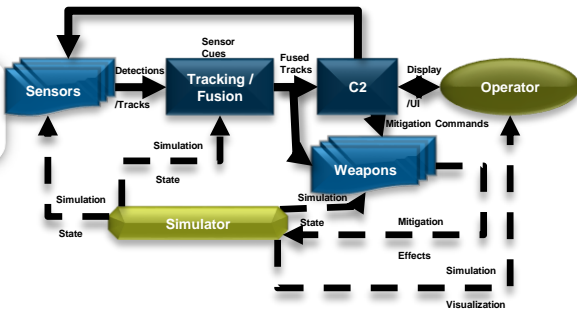 Sensor
Cues
Fused
Tracks
Detections
/Tracks
Display
/UI
Sensors
Tracking /
Fusion
C2
Operator
Mitigation Commands
Simulation
State
Weapons
Simulation
State
Simulation
State
Simulator
Mitigation
Effects
Simulation
Visualization